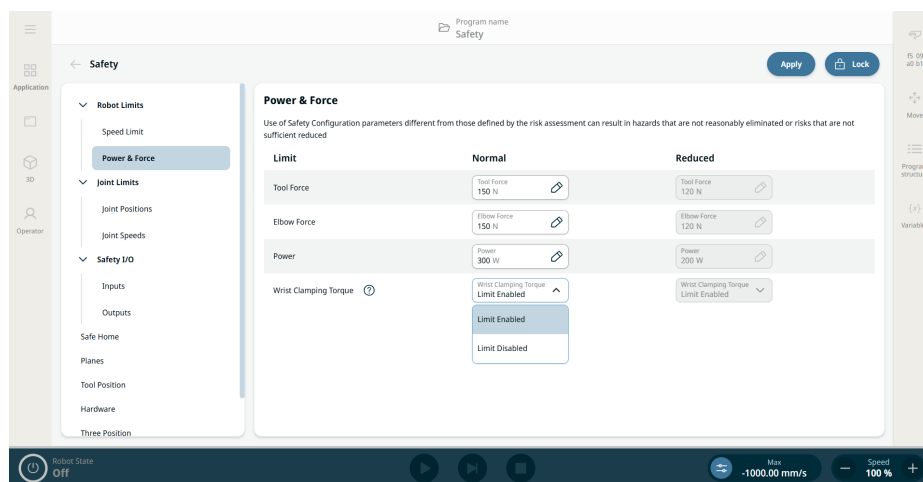 Program name
Safety
Application
3D
Operator
Safety
Apply
Lock
Robot Limits
Speed Limit
Power & Force
Joint Limits
Joint Positions
Joint Speeds
Safety I/O
Inputs
Outputs
Safe Home
Planes
Tool Position
Hardware
Three Position
Power & Force
Use of Safety Configuration parameters different from those defined by the risk assessment can result in hazards that are not reasonably eliminated or risks that are not
sufficient reduced
Limit Normal Reduced
Tool Force
Tool Force
150 N
Tool Force
120 N
Elbow Force
Elbow Force
150 N
Elbow Force
120 N
Power
Power
300 W
Power
200 W
Wrist Clamping Torque ?
Wrist Clamping Torque
Limit Enabled
Wrist Clamping Torque
Limit Enabled
Limit Enabled
Limit Disabled
Move
{x}
Robot State
Off
Max
-1000.00 mm/s
Speed
100 %